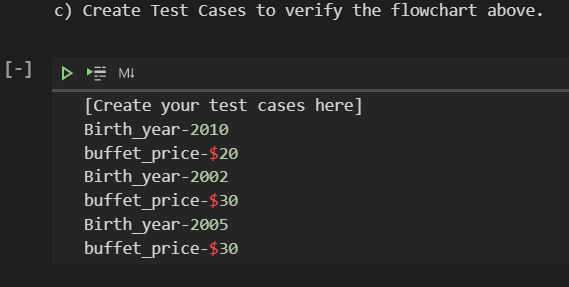 c) Create Test Cases to verify the flowchart above.
[-]
M↓
[Create your test cases here]
Birth_year-2010
buffet_price-$20
Birth_year-2002
buffet_price-$30
Birth_year-2005
buffet_price-$30